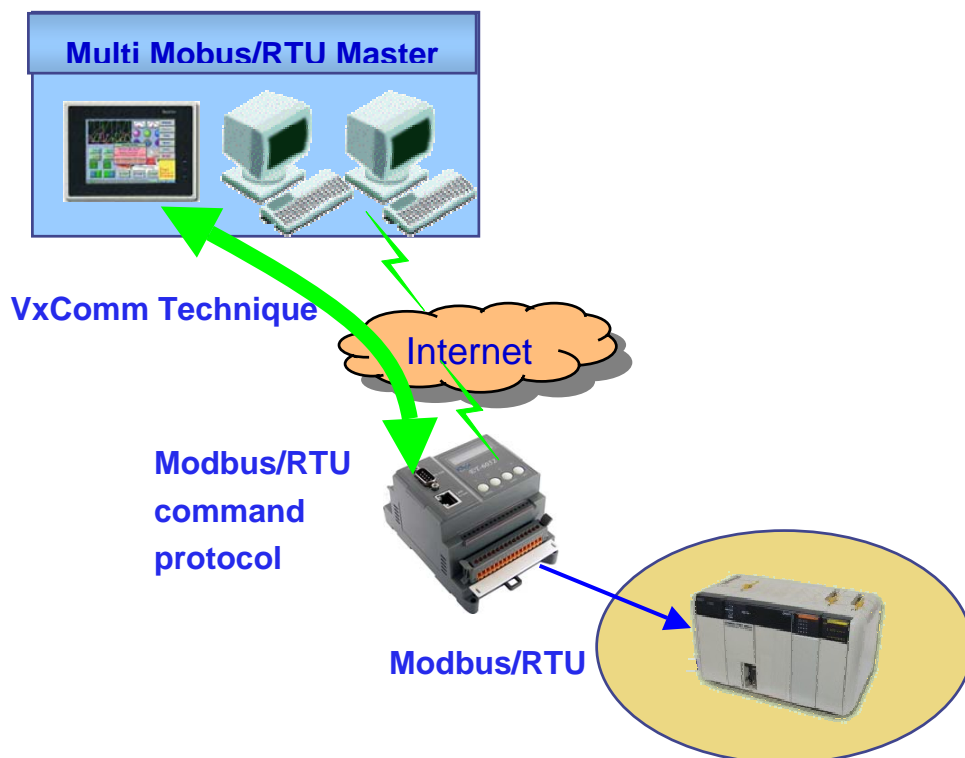 Multi Mobus/RTU Master
VxComm Technique
Internet
Modbus/RTU
command
protocol
Modbus/RTU